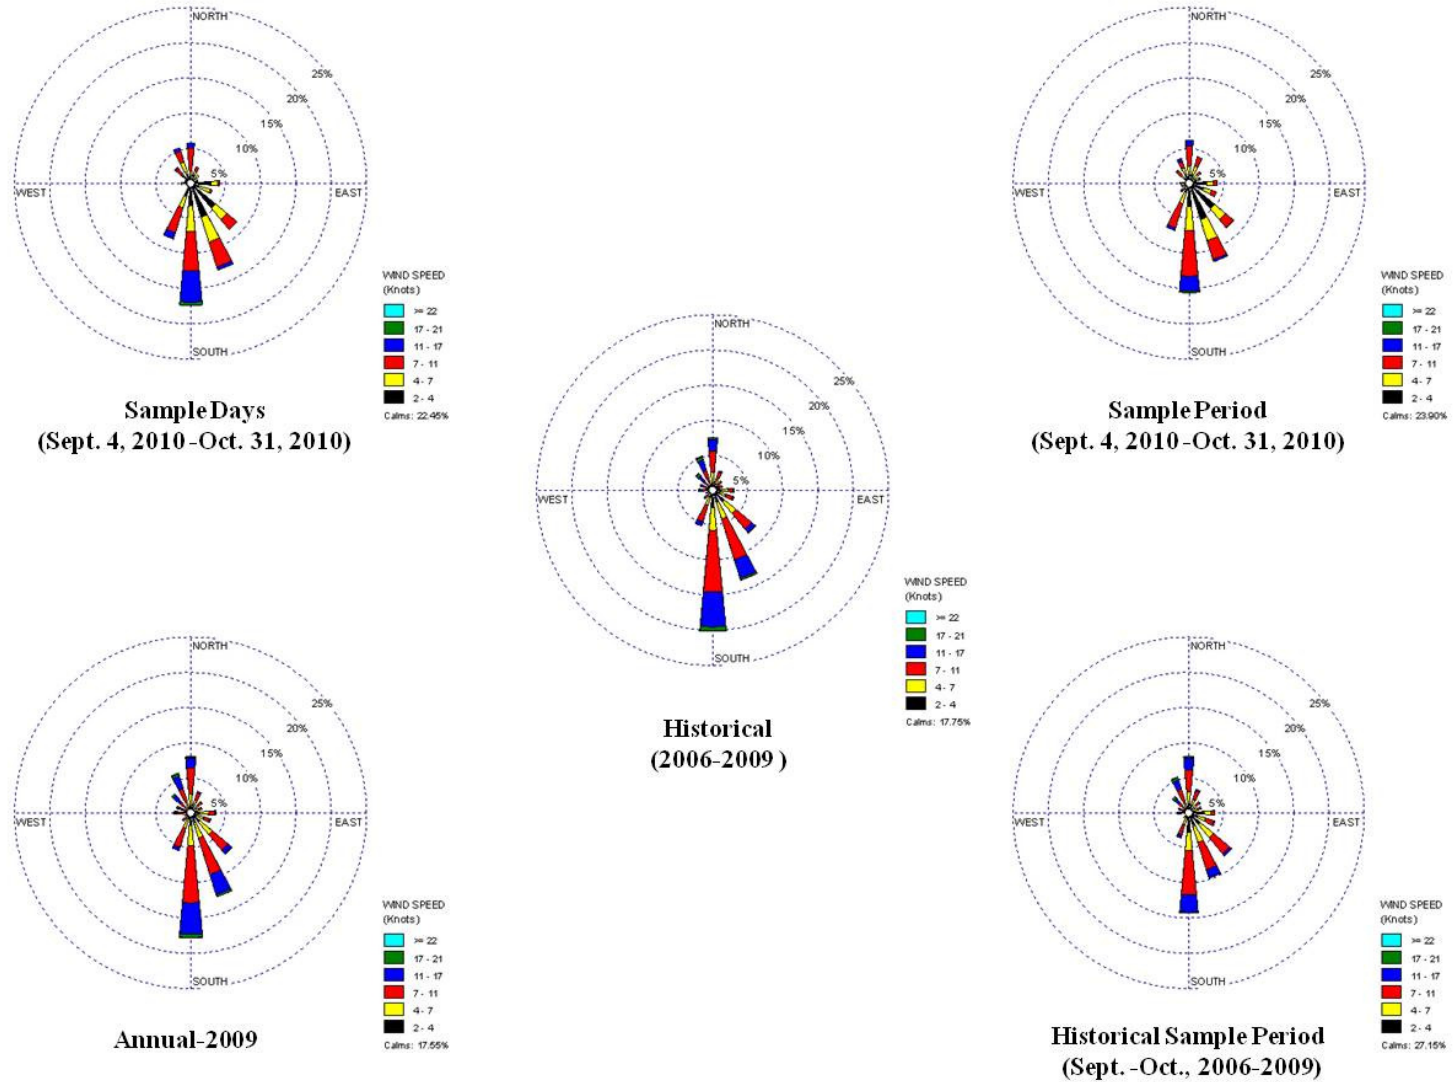 NORTH
25%
20%
15%
10%
5%
WEST
EAST
SOUTH
WIND SPEED
(Knots)
>= 22
17 - 21
11 - 17
7 - 11
4 - 7
2 - 4
Calms: 22.45%
Sample Days
(Sept. 4, 2010 -Oct. 31, 2010)
NORTH
25%
20%
15%
10%
5%
WEST
EAST
SOUTH
WIND SPEED
(Knots)
>= 22
17 - 21
11 - 17
7 - 11
4 - 7
2 - 4
Calms: 23.90%
Sample Period
(Sept. 4, 2010 -Oct. 31, 2010)
NORTH
25%
20%
15%
10%
5%
WEST
EAST
SOUTH
WIND SPEED
(Knots)
>= 22
17 - 21
11 - 17
7 - 11
4 - 7
2 - 4
Calms: 17.75%
Historical
(2006-2009 )
NORTH
25%
20%
15%
10%
5%
WEST
EAST
SOUTH
WIND SPEED
(Knots)
>= 22
17 - 21
11 - 17
7 - 11
4 - 7
2 - 4
Calms: 17.55%
Annual-2009
NORTH
25%
20%
15%
10%
5%
WEST
EAST
SOUTH
WIND SPEED
(Knots)
>= 22
17 - 21
11 - 17
7 - 11
4 - 7
2 - 4
Calms: 27.15%
Historical Sample Period
(Sept. -Oct., 2006-2009)